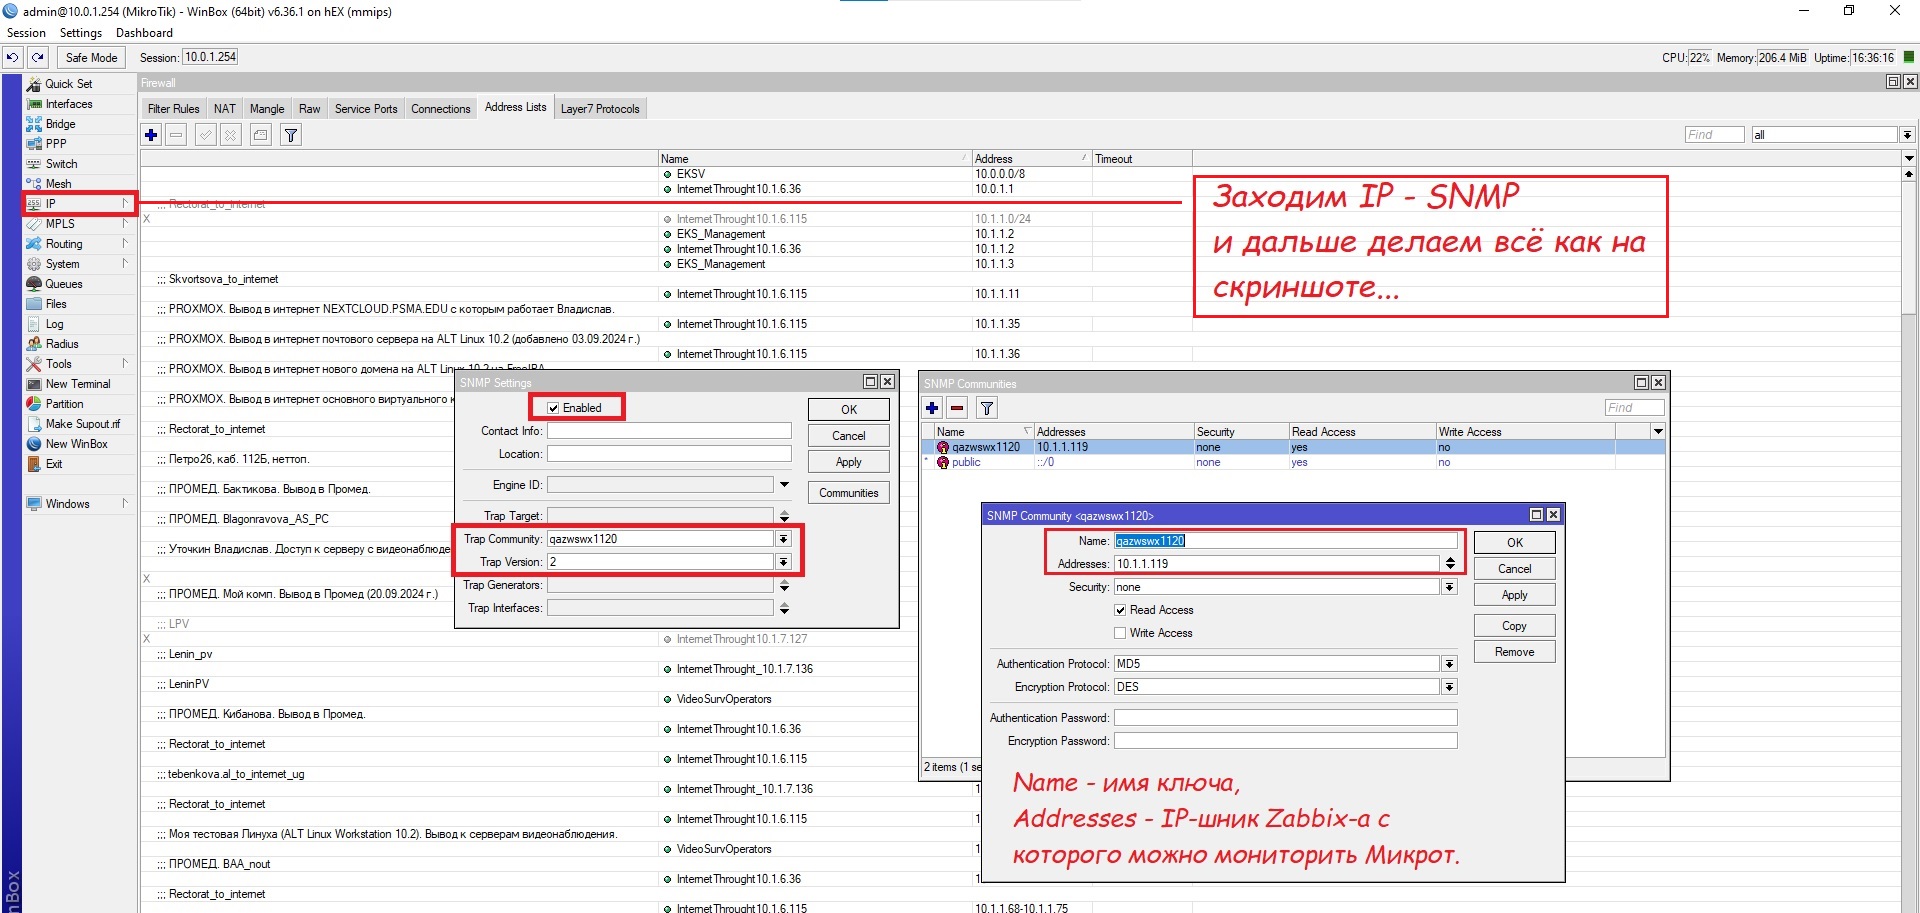 admin@10.0.1.254 (MikroTik) - WinBox (64bit) v6.36.1 on hEX (mmips)
Session Settings Dashboard
Safe Mode Session: 10.0.1.254 CPU: 22% Memory: 206.4 MiB Uptime: 16:36:16
Quick Set
Interfaces
Bridge
PPP
Switch
Mesh
IP
MPLS
Routing
System
Queues
Files
Log
Radius
Tools
New Terminal
Partition
Make Supout.rif
New WinBox
Exit
Windows
Firewall
Filter Rules NAT Mangle Raw Service Ports Connections Address Lists Layer7 Protocols
Find all
Name Address Timeout
EKSV 10.0.0.0/8
InternetThrought10.1.6.36 10.0.1.1
;;; Rectorat_to_internet
X InternetThrought10.1.6.115 10.1.1.0/24
EKS_Management 10.1.1.2
InternetThrought10.1.6.36 10.1.1.2
EKS_Management 10.1.1.3
;;; Skvortsova_to_internet
InternetThrought10.1.6.115 10.1.1.11
;;; PROXMOX. Вывод в интернет NEXTCLOUD.PSMA.EDU с которым работает Владислав.
InternetThrought10.1.6.115 10.1.1.35
;;; PROXMOX. Вывод в интернет почтового сервера на ALT Linux 10.2 (добавлено 03.09.2024 г.)
InternetThrought10.1.6.115 10.1.1.36
;;; PROXMOX. Вывод в интернет нового домена на ALT Linux 10.2 на FreeIPA
;;; PROXMOX. Вывод в интернет основного виртуального к
;;; Rectorat_to_internet
;;; Петро26, каб. 112Б, неттоп.
;;; ПРОМЕД. Бактикова. Вывод в Промед.
;;; ПРОМЕД. Blagonravova_AS_PC
;;; Уточкин Владислав. Доступ к серверу с видеонаблюде
X
;;; ПРОМЕД. Мой комп. Вывод в Промед (20.09.2024 г.)
;;; LPV
X InternetThrought10.1.7.127
;;; Lenin_pv
InternetThrought_10.1.7.136
;;; LeninPV
VideoSurvOperators
;;; ПРОМЕД. Кибанова. Вывод в Промед.
InternetThrought10.1.6.36
;;; Rectorat_to_internet
InternetThrought10.1.6.115
;;; tebenkova.al_to_internet_ug
InternetThrought_10.1.7.136 1
;;; Rectorat_to_internet
InternetThrought10.1.6.115 1
;;; Моя тестовая Линуха (ALT Linux Workstation 10.2). Вывод к серверам видеонаблюдения.
VideoSurvOperators 1
;;; ПРОМЕД. BAA_nout
InternetThrought10.1.6.36 1
;;; Rectorat_to_internet
InternetThrought10.1.6.115 10.1.1.68-10.1.1.75
Заходим IP - SNMP
и дальше делаем всё как на
скриншоте...
SNMP Settings
Enabled
Contact Info:
Location:
Engine ID:
Trap Target:
Trap Community: qazwswx1120
Trap Version: 2
Trap Generators:
Trap Interfaces:
OK
Cancel
Apply
Communities
SNMP Communities
Find
Name Addresses Security Read Access Write Access
qazwswx1120 10.1.1.119 none yes no
* public ::/0 none yes no
2 items (1 se
SNMP Community <qazwswx1120>
Name: qazwswx1120
Addresses: 10.1.1.119
Security: none
Read Access
Write Access
Authentication Protocol: MD5
Encryption Protocol: DES
Authentication Password:
Encryption Password:
OK
Cancel
Apply
Copy
Remove
Name - имя ключа,
Addresses - IP-шник Zabbix-а с
которого можно мониторить Микрот.
nBox